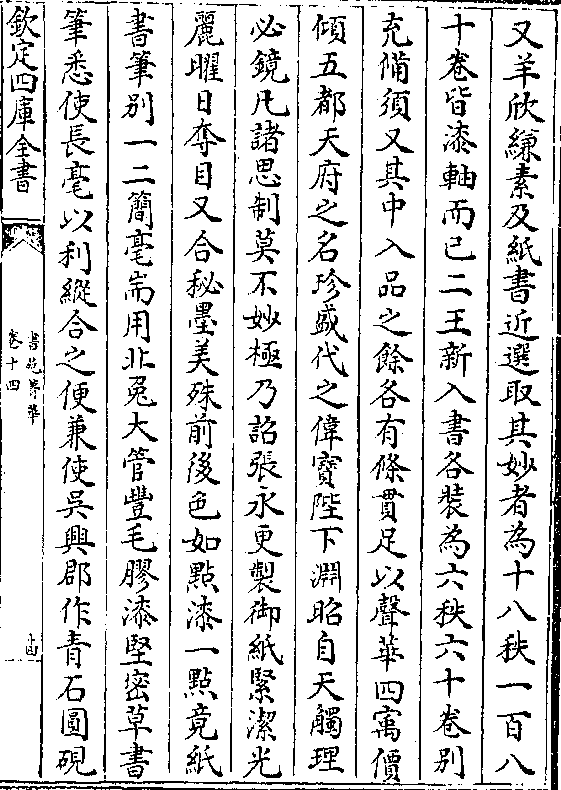 又羊欣縑素及紙書近選取其妙者為十八秩一百八
十卷皆漆軸而已二王新入書各裝為六秩六十卷別
充備須又其中入品之餘各有條貫足以聲華四寓價
傾五都天府之名珍盛代之偉寶陛下淵昭自天觸理
必鏡凡諸思制莫不妙極乃詔張永更製御紙緊潔光
麗曜日奪目又合秘墨美殊前後色如點漆一點竟紙
書筆别一二簡毫耑用北兔大管豐毛膠漆堅密草書
筆悉使長毫以利縱合之便兼使吳興郡作青石圓硯
欽定四庫全書
書苑菁華
卷十四
十四